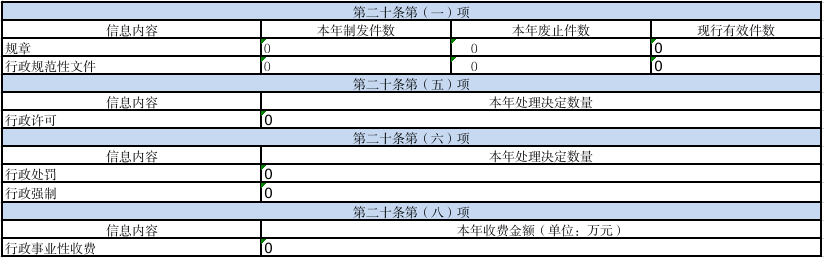 第二十条第（一）项
信息内容 本年制发件数 本年废止件数 现行有效件数
规章 0 0 0
行政规范性文件 0 0 0
第二十条第（五）项
信息内容 本年处理决定数量
行政许可 0
第二十条第（六）项
信息内容 本年处理决定数量
行政处罚 0
行政强制 0
第二十条第（八）项
信息内容 本年收费金额（单位：万元）
行政事业性收费 0